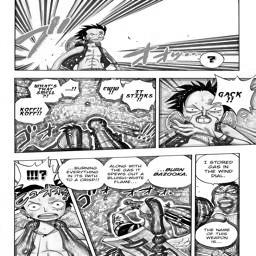 ?
WHAT'S
THAT
SMELL
...!!
KOFF!!
KOFF!!
IT
STINKS
!!
GACK
!!
!!!?
...BURNING
EVERYTHING
IN ITS PATH
TO A CRISP!!
ALONG WITH
THE GAS IT
SPEWS OUT A
BLUISH-WHITE
FLAME...
...BURN
BAZOOKA.
I STORED
GAS IN
THE WIND
DIAL.
THE NAME
OF THIS
WEAPON
IS...